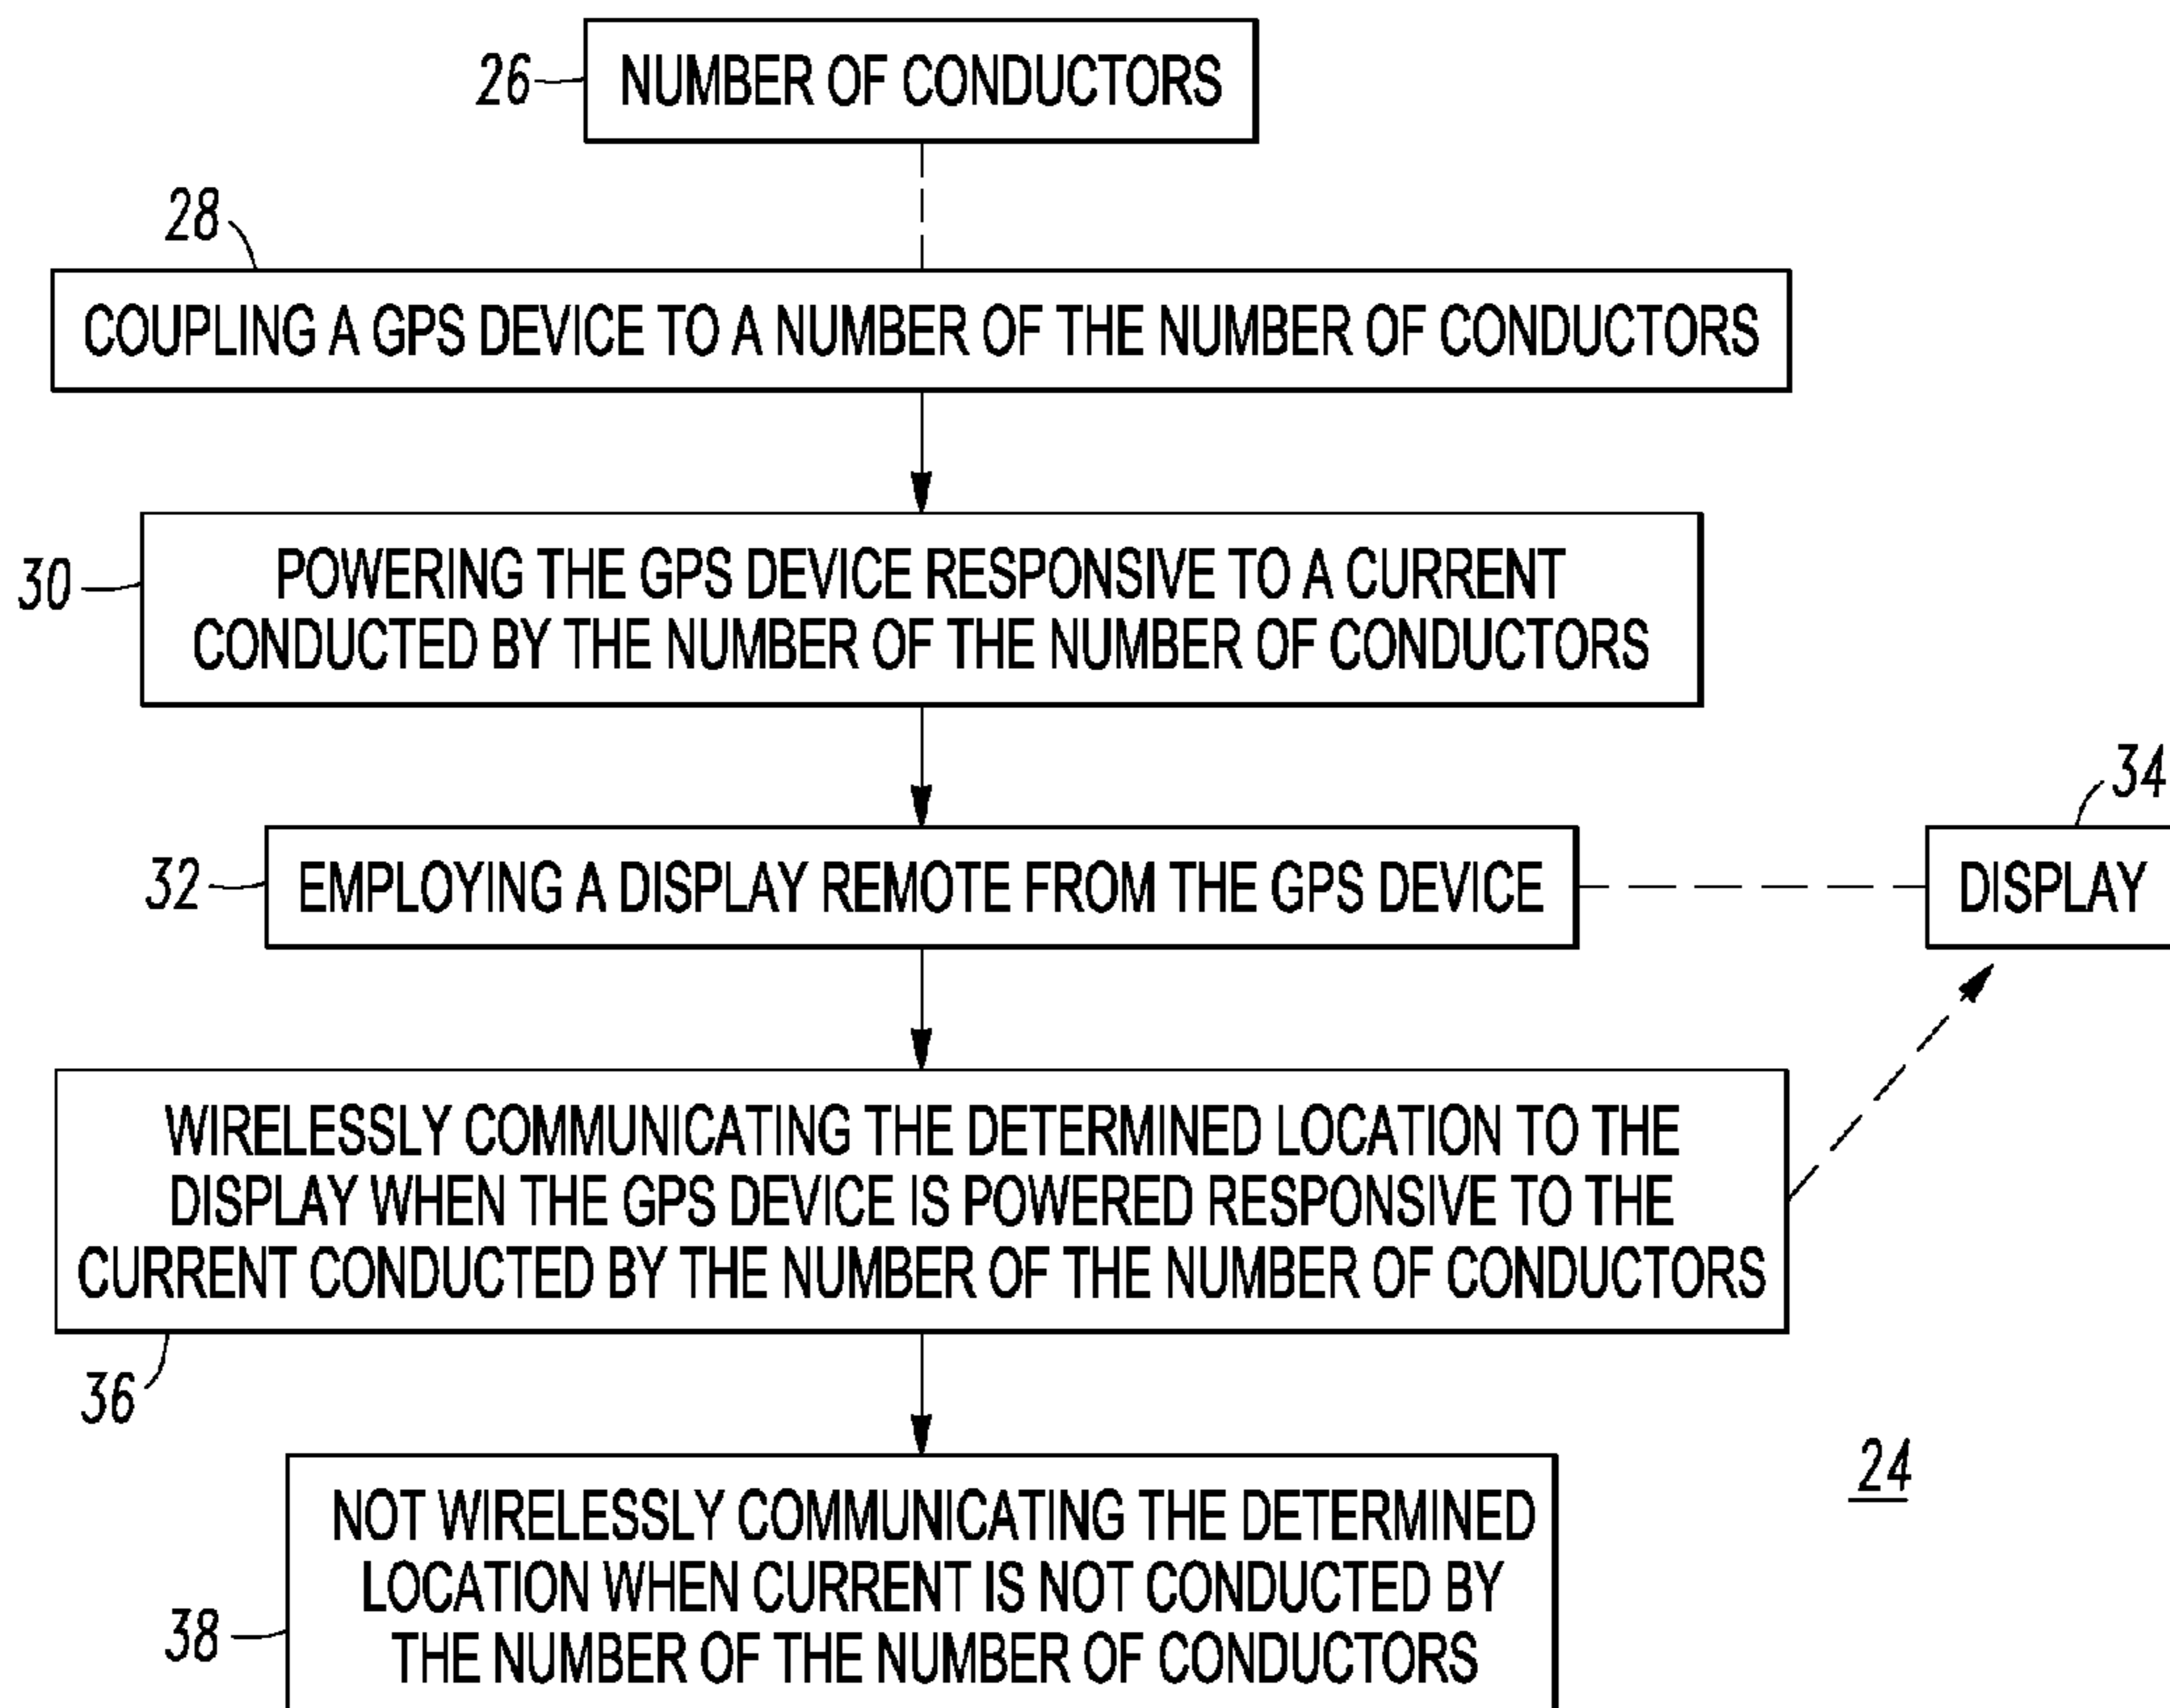 26
NUMBER OF CONDUCTORS
28
COUPLING A GPS DEVICE TO A NUMBER OF THE NUMBER OF CONDUCTORS
30
POWERING THE GPS DEVICE RESPONSIVE TO A CURRENT
CONDUCTED BY THE NUMBER OF THE NUMBER OF CONDUCTORS
32
EMPLOYING A DISPLAY REMOTE FROM THE GPS DEVICE
34
DISPLAY
WIRELESSLY COMMUNICATING THE DETERMINED LOCATION TO THE
DISPLAY WHEN THE GPS DEVICE IS POWERED RESPONSIVE TO THE
CURRENT CONDUCTED BY THE NUMBER OF THE NUMBER OF CONDUCTORS
36
24
NOT WIRELESSLY COMMUNICATING THE DETERMINED
LOCATION WHEN CURRENT IS NOT CONDUCTED BY
THE NUMBER OF THE NUMBER OF CONDUCTORS
38